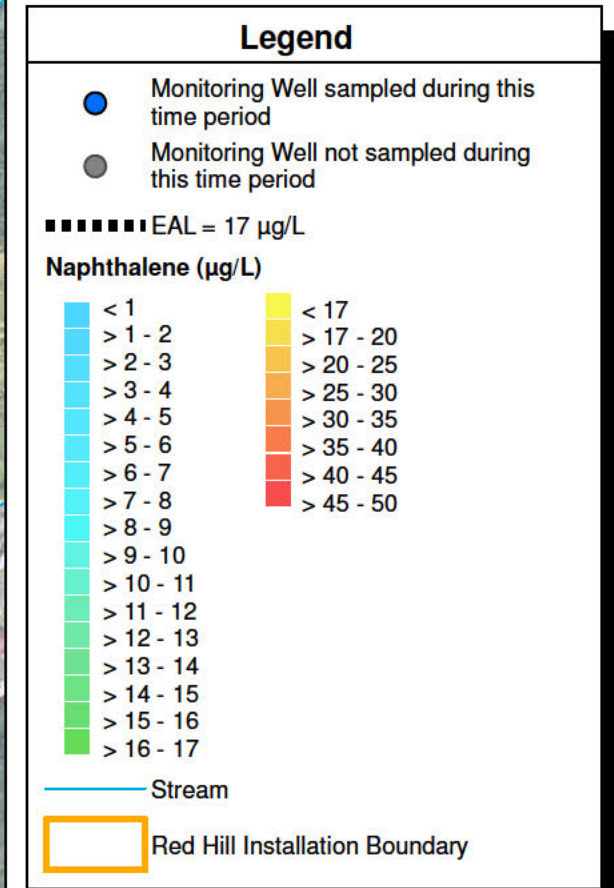 Legend
Monitoring Well sampled during this
time period
Monitoring Well not sampled during
this time period
EAL = 17 µg/L
Naphthalene (µg/L)
< 1
> 1 - 2
> 2 - 3
> 3 - 4
> 4 - 5
> 5 - 6
> 6 - 7
> 7 - 8
> 8 - 9
> 9 - 10
> 10 - 11
> 11 - 12
> 12 - 13
> 13 - 14
> 14 - 15
> 15 - 16
> 16 - 17
< 17
> 17 - 20
> 20 - 25
> 25 - 30
> 30 - 35
> 35 - 40
> 40 - 45
> 45 - 50
Stream
Red Hill Installation Boundary